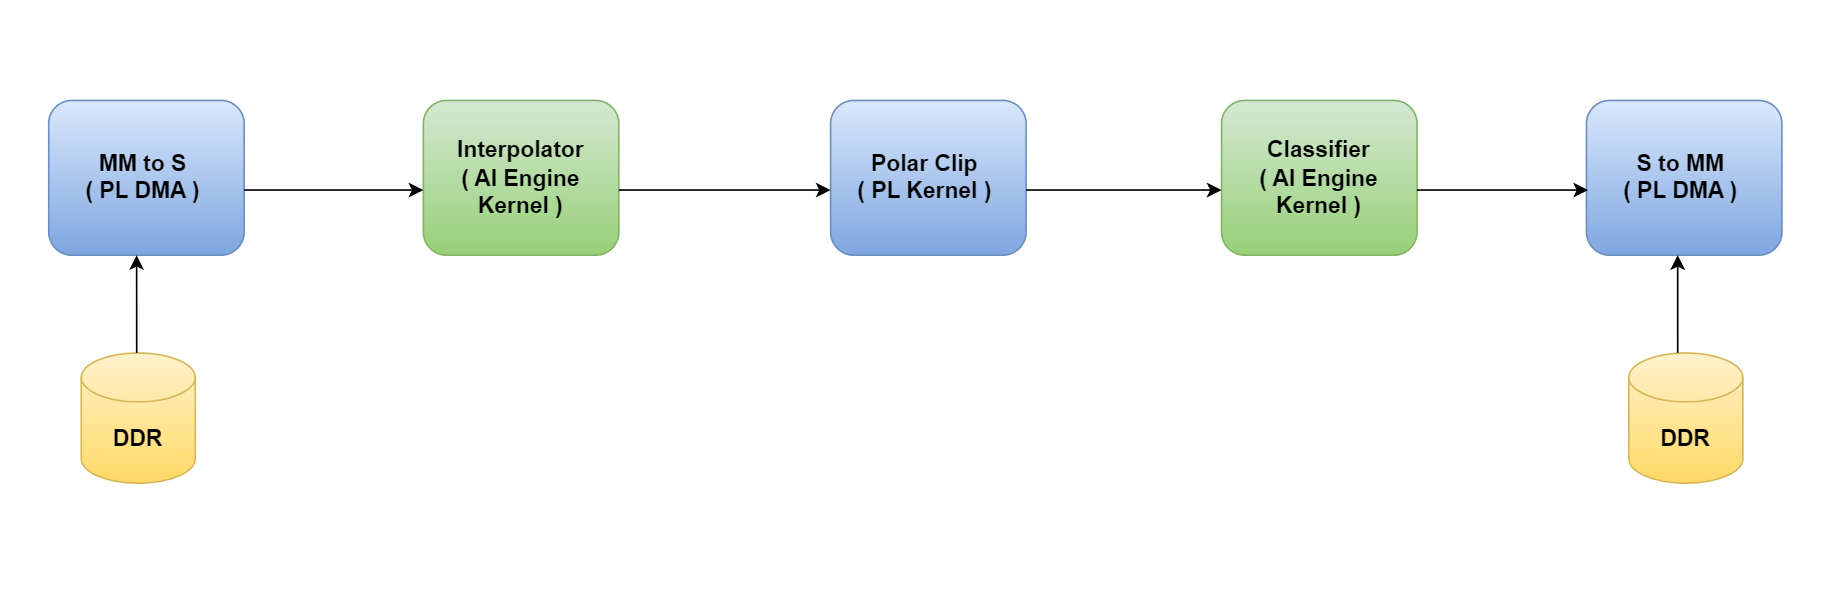 MM to S
( PL DMA )
Interpolator
( AI Engine
Kernel )
Polar Clip
( PL Kernel )
Classifier
( AI Engine
Kernel )
S to MM
( PL DMA )
DDR
DDR